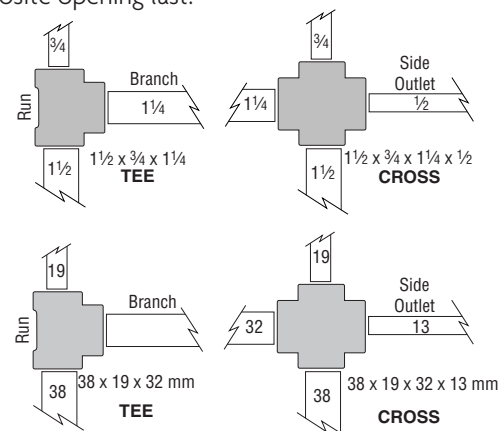 osite opening last.
¾
¾
Run
Branch
1¼
1¼
Side
Outlet
½
1½
1½ x ¾ x 1¼
TEE
1½
1½ x ¾ x 1¼ x ½
CROSS
19
19
Run
Branch
32
Side
Outlet
13
38
38 x 19 x 32 mm
TEE
38
38 x 19 x 32 x 13 mm
CROSS